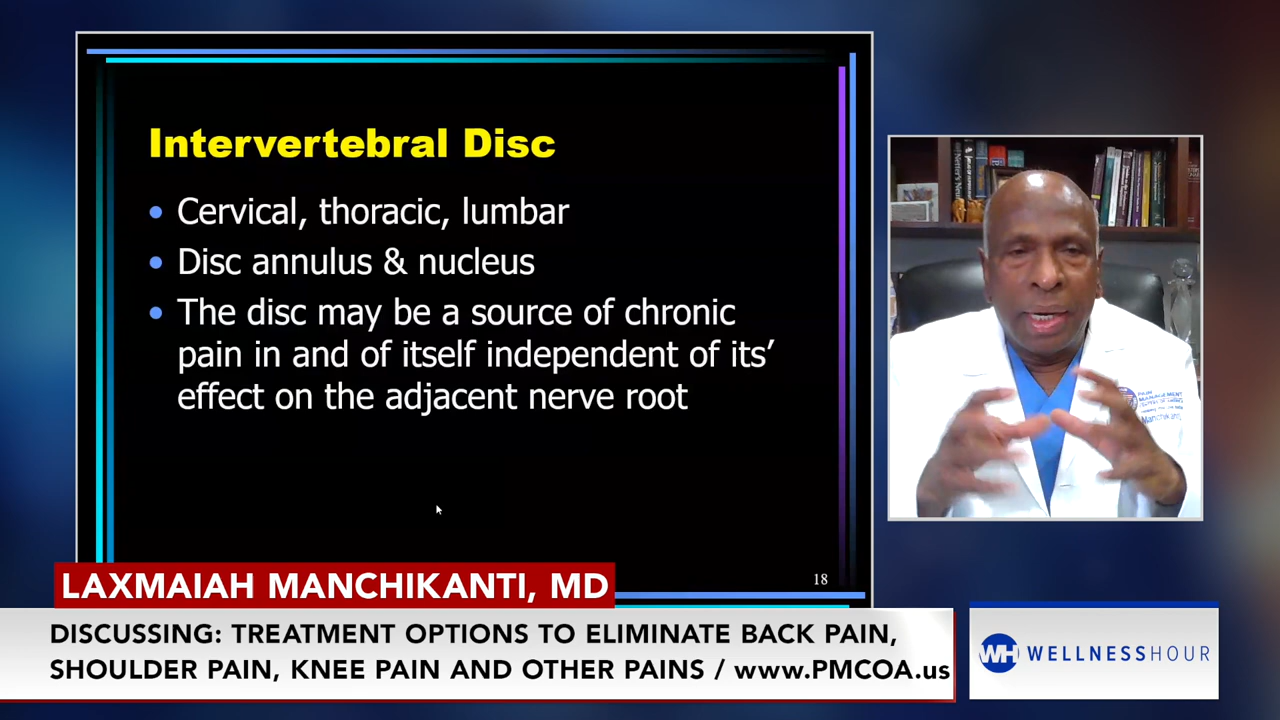 Intervertebral Disc
• Cervical, thoracic, lumbar
• Disc annulus & nucleus
• The disc may be a source of chronic
pain in and of itself independent of its’
effect on the adjacent nerve root
18
LAXMAIAH MANCHIKANTI, MD
DISCUSSING: TREATMENT OPTIONS TO ELIMINATE BACK PAIN,
SHOULDER PAIN, KNEE PAIN AND OTHER PAINS / www.PMCOA.us
WH WELLNESSHOUR